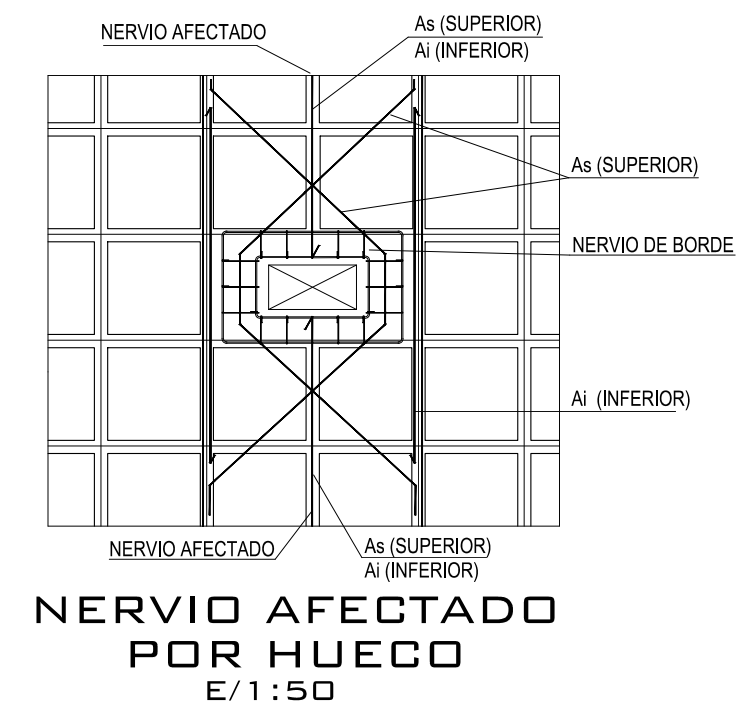 NERVIO AFECTADO
As (SUPERIOR)
Ai (INFERIOR)
As (SUPERIOR)
NERVIO DE BORDE
Ai (INFERIOR)
NERVIO AFECTADO
As (SUPERIOR)
Ai (INFERIOR)
NERVIO AFECTADO
POR HUECO
E/1:50